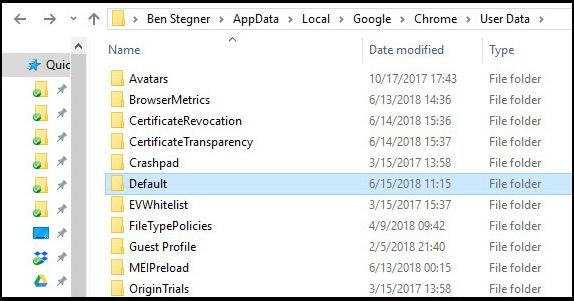 Ben Stegner > AppData > Local > Google > Chrome > User Data >
Name Date modified Type
Quic
Avatars 10/17/2017 17:43 File folder
BrowserMetrics 6/13/2018 14:36 File folder
CertificateRevocation 6/14/2018 15:36 File folder
CertificateTransparency 6/14/2018 15:37 File folder
Crashpad 3/15/2017 13:58 File folder
Default 6/15/2018 11:15 File folder
EVWhitelist 3/15/2017 15:37 File folder
FileTypePolicies 4/9/2018 09:42 File folder
Guest Profile 2/5/2018 21:40 File folder
MEIPreload 6/13/2018 00:15 File folder
OriginTrials 3/15/2017 13:58 File folder